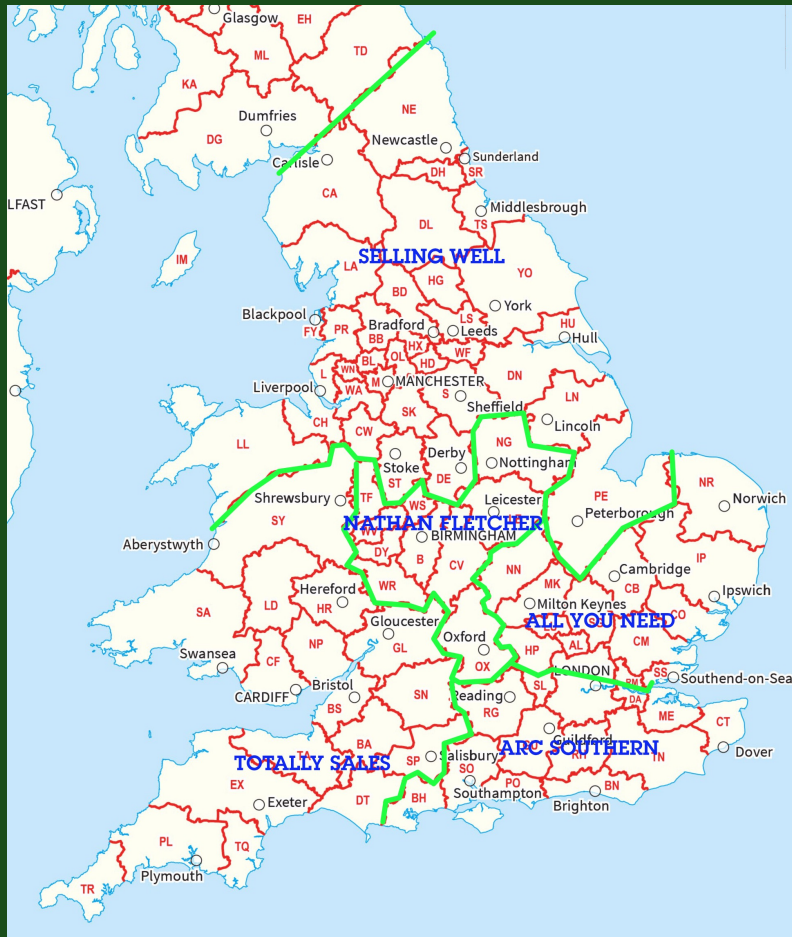 Glasgow
EH
TD
ML
KA
Dumfries
NE
DG
Newcastle
Carlisle
Sunderland
DH
SR
CA
LFAST
Middlesbrough
DL
TS
IM
SELLING WELL
LA
YO
HG
BD
York
Blackpool
FY
PR
Bradford
LS
Leeds
HU
Hull
BB
HX
WF
OL
BL
HD
WN
L
M
MANCHESTER
DN
Liverpool
WA
S
Sheffield
LN
SK
CH
CW
Lincoln
LL
NG
Stoke
Derby
Nottingham
ST
DE
Shrewsbury
TF
WS
Leicester
PE
NR
Norwich
Peterborough
SY
NATHAN FLETCHER
BIRMINGHAM
Aberystwyth
DY
B
CV
NN
IP
Cambridge
MK
CB
Ipswich
WR
Hereford
HR
LD
SA
Milton Keynes
CO
Gloucester
ALL YOU NEED
GL
Oxford
NP
HP
AL
CM
Swansea
CF
OX
LONDON
SS
Southend-on-Sea
CARDIFF
Bristol
SN
Reading
SL
RM
DA
BS
RG
ME
CT
BA
Guildford
TOTALLY SALES
TA
SP
Salisbury
ARC SOUTHERN
GU
RH
TN
Dover
EX
SO
Southampton
PO
BN
Brighton
Exeter
DT
BH
PL
TQ
Plymouth
TR